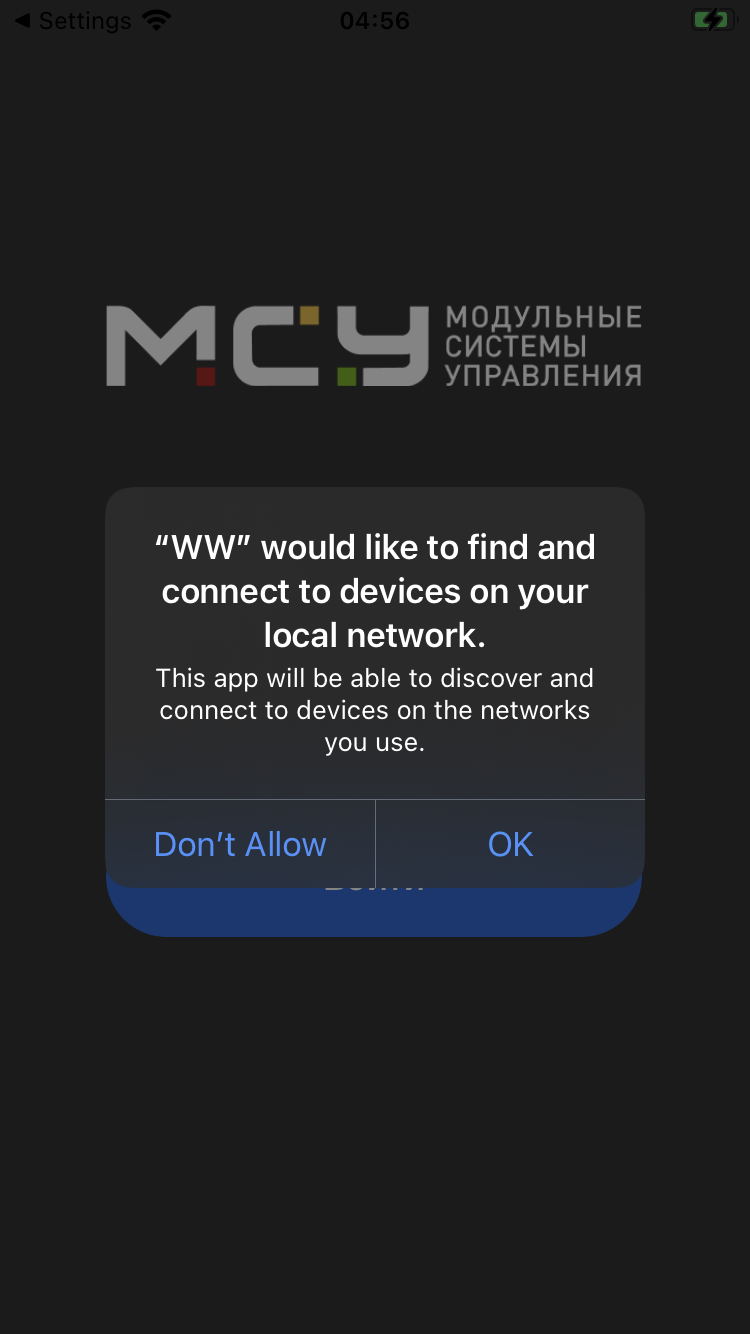 Settings
04:56
МСУ
МОДУЛЬНЫЕ
СИСТЕМЫ
УПРАВЛЕНИЯ
“WW” would like to find and
connect to devices on your
local network.
This app will be able to discover and
connect to devices on the networks
you use.
Don’t Allow
OK